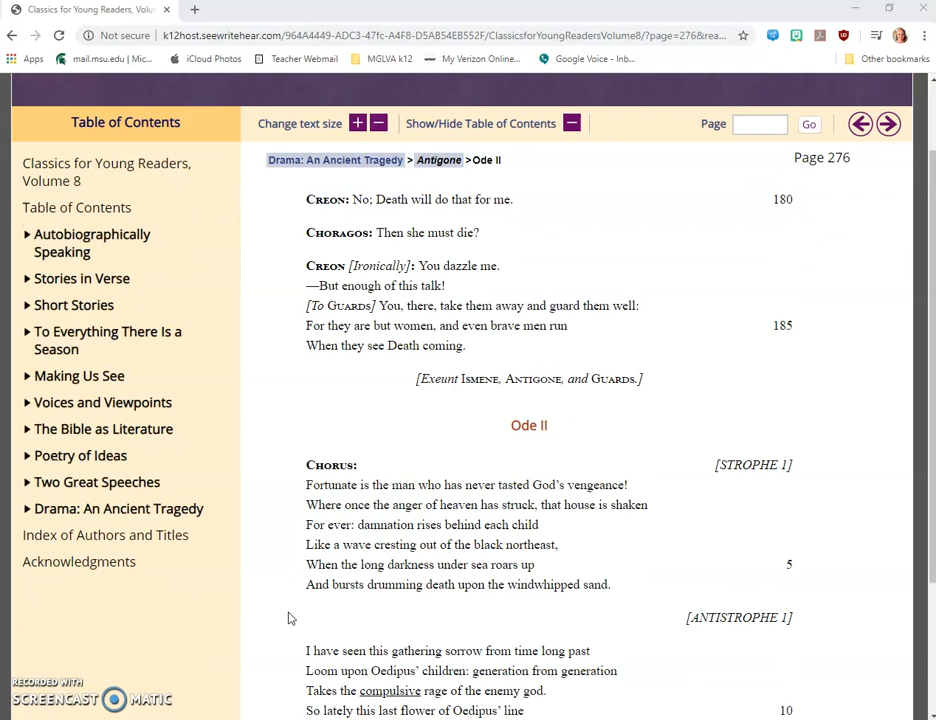 Classics for Young Readers, Volu
Not secure | k12host.seewritehear.com/964A4449-ADC3-47fc-A4F8-D5AB54EB552F/ClassicsforYoungReadersVolume8/?page=276&rea...
Apps mail.msu.edu | Mic... iCloud Photos Teacher Webmail MGLVA k12 My Verizon Online... Google Voice - Inb... Other bookmarks
Table of Contents
Change text size + − Show/Hide Table of Contents − Page Go
Drama: An Ancient Tragedy > Antigone >Ode II
Page 276
Classics for Young Readers,
Volume 8
Table of Contents
Autobiographically
Speaking
Stories in Verse
Short Stories
To Everything There Is a
Season
Making Us See
Voices and Viewpoints
The Bible as Literature
Poetry of Ideas
Two Great Speeches
Drama: An Ancient Tragedy
Index of Authors and Titles
Acknowledgments
CREON: No; Death will do that for me. 180
CHORAGOS: Then she must die?
CREON [Ironically]: You dazzle me.
—But enough of this talk!
[To GUARDS] You, there, take them away and guard them well:
For they are but women, and even brave men run 185
When they see Death coming.
[Exeunt ISMENE, ANTIGONE, and GUARDS.]
Ode II
CHORUS: [STROPHE 1]
Fortunate is the man who has never tasted God's vengeance!
Where once the anger of heaven has struck, that house is shaken
For ever: damnation rises behind each child
Like a wave cresting out of the black northeast,
When the long darkness under sea roars up 5
And bursts drumming death upon the windwhipped sand.
[ANTISTROPHE 1]
I have seen this gathering sorrow from time long past
Loom upon Oedipus' children: generation from generation
Takes the compulsive rage of the enemy god.
So lately this last flower of Oedipus' line 10
RECORDED WITH
SCREENCAST MATIC